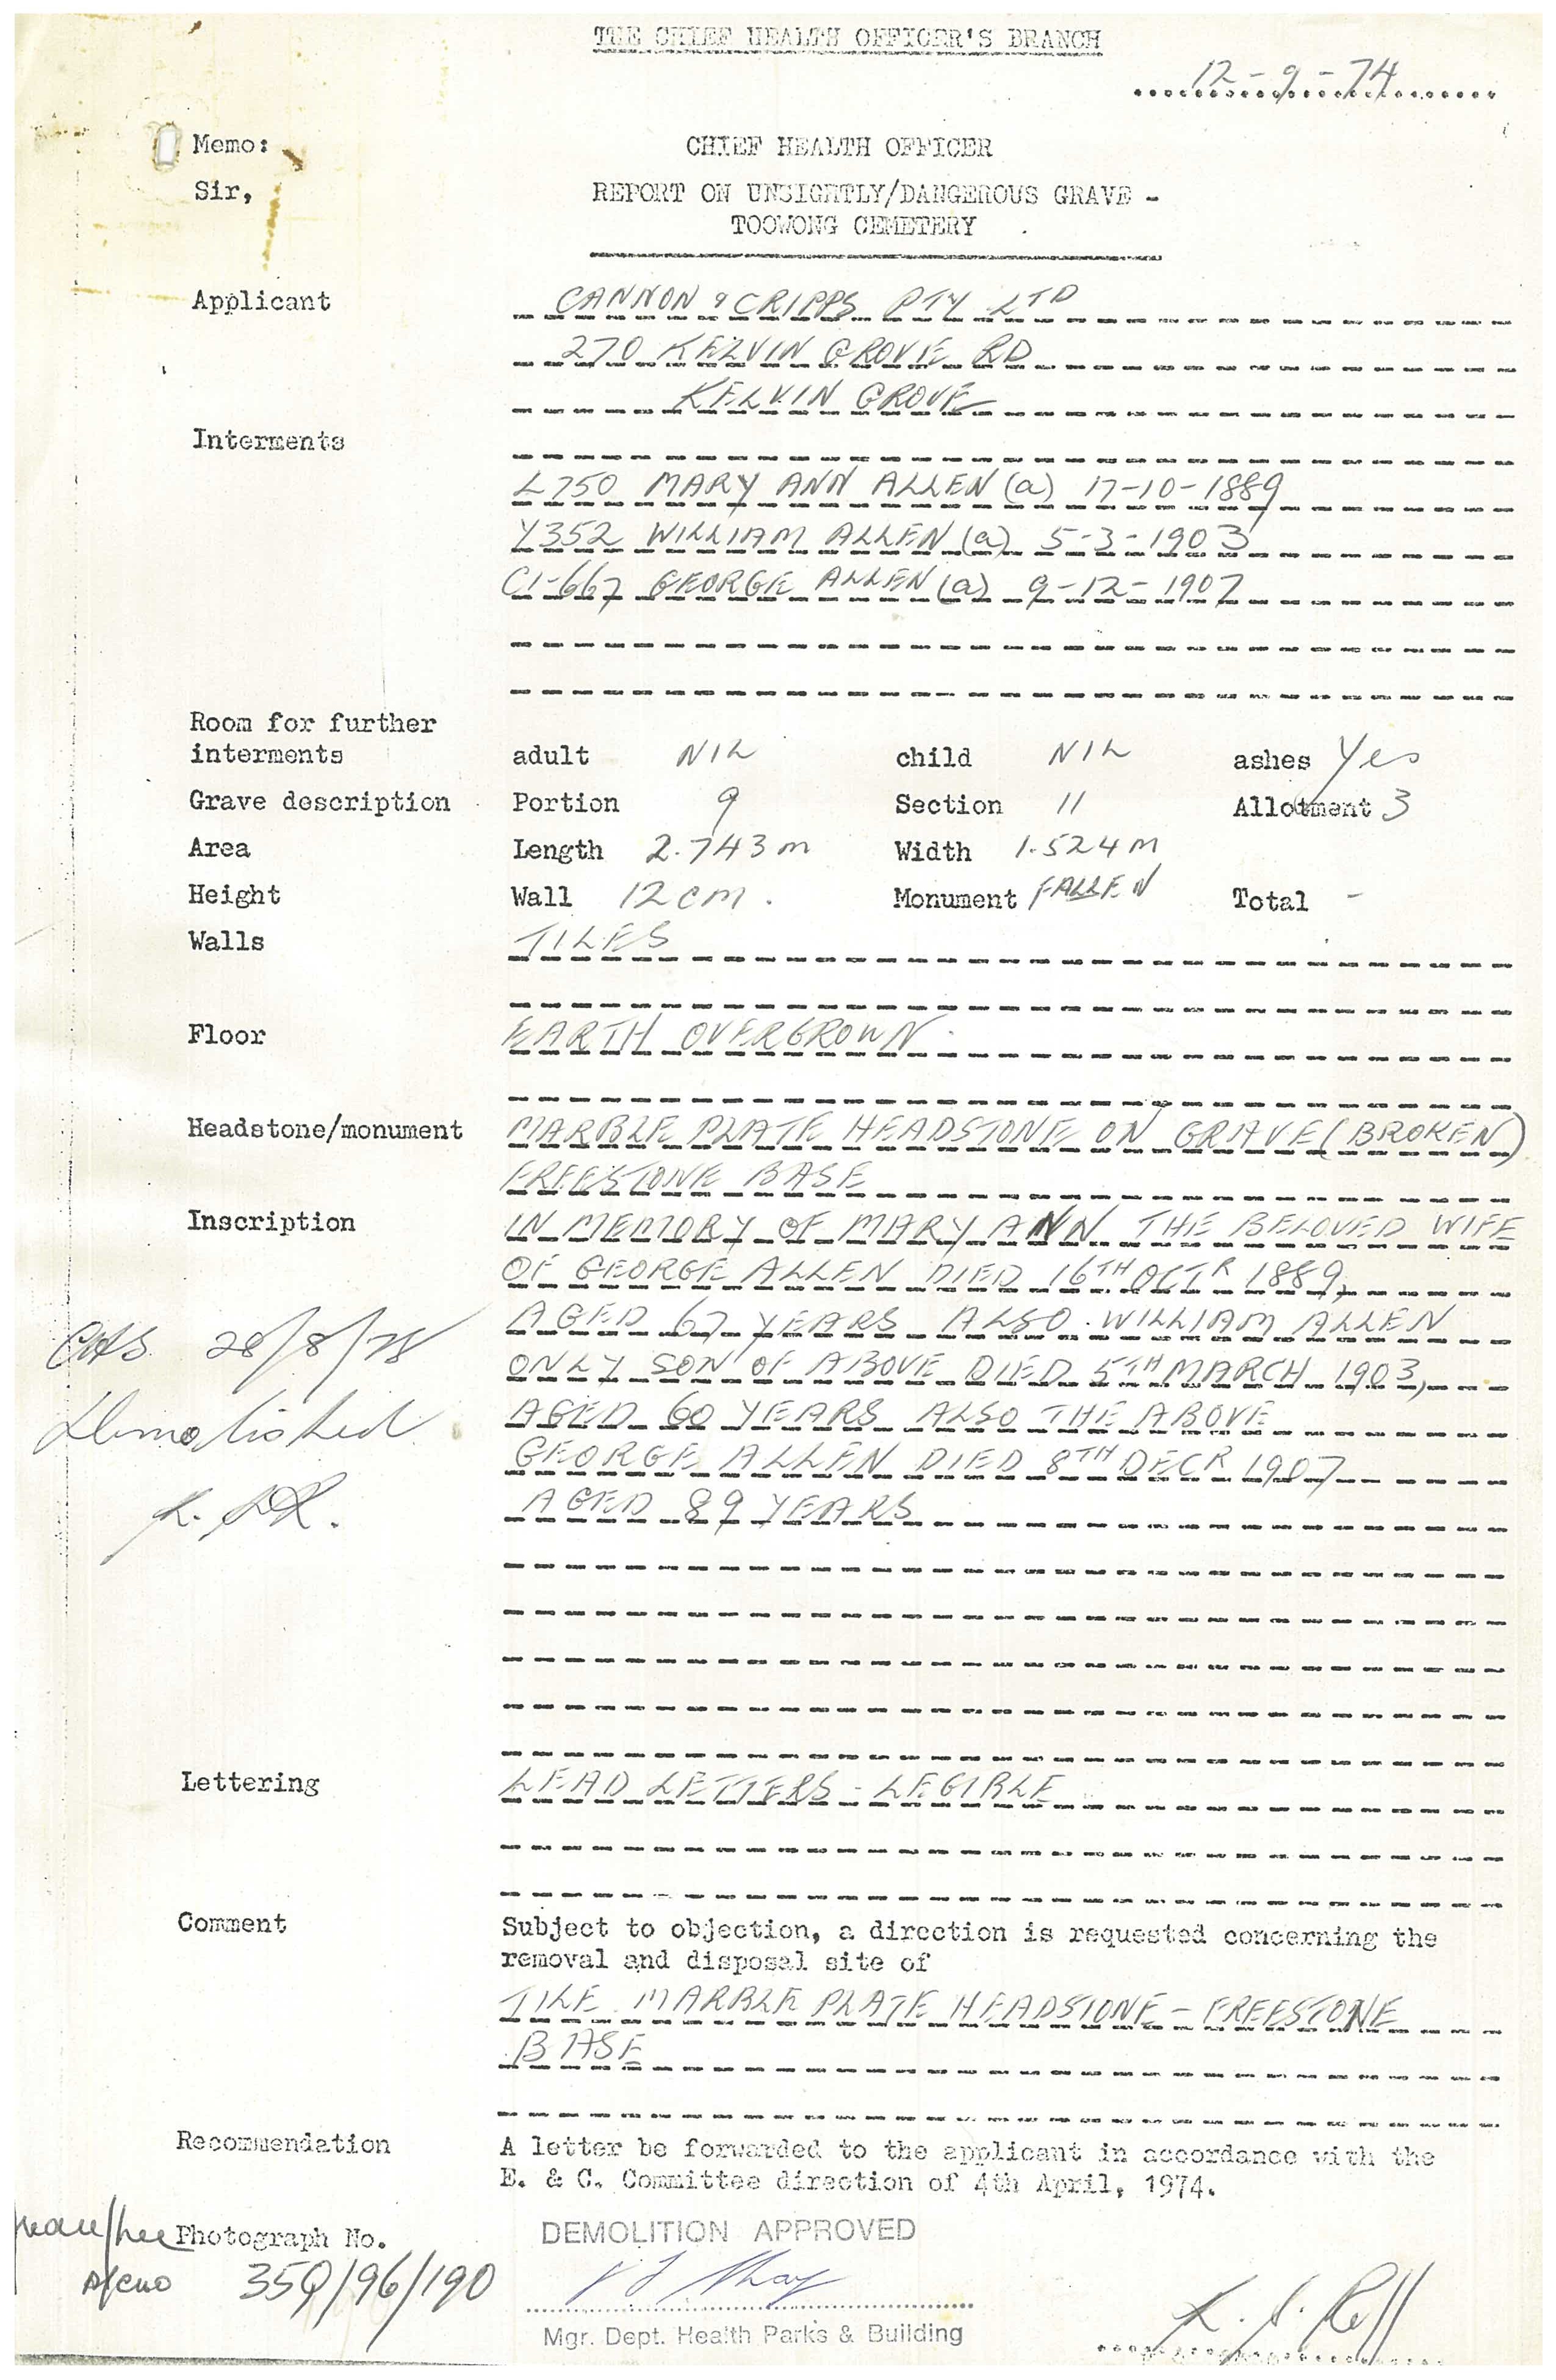 THE CHIEF HEALTH OFFICER'S BRANCH
12-9-74
Memo:
CHIEF HEALTH OFFICER
Sir,
REPORT ON UNSIGHTLY/DANGEROUS GRAVE -
TOOWONG CEMETERY
Applicant CANNON & CRIPPS PTY LTD
270 KELVIN GROVE RD
KELVIN GROVE
Interments
L750 MARY ANN ALLEN (a) 17-10-1889
Y352 WILLIAM ALLEN (a) 5-3-1903
C1-667 GEORGE ALLEN (a) 9-12-1907
Room for further
interments adult NIL child NIL ashes Yes
Grave description Portion 9 Section 11 Allotment 3
Area Length 2.743m Width 1.524m
Height Wall 12cm. Monument FALLEN Total -
Walls TILES
Floor EARTH OVERGROWN
Headstone/monument MARBLE PLATE HEADSTONE ON GRAVE (BROKEN)
FREESTONE BASE
Inscription IN MEMORY OF MARY ANN THE BELOVED WIFE
OF GEORGE ALLEN DIED 16TH OCTR 1889,
AGED 67 YEARS ALSO WILLIAM ALLEN
ONLY SON OF ABOVE DIED 5TH MARCH 1903,
AGED 60 YEARS ALSO THE ABOVE
GEORGE ALLEN DIED 8TH DECR 1907
AGED 89 YEARS
28/8/78
Demolished
Lettering LEAD LETTERS - LEGIBLE
Comment Subject to objection, a direction is requested concerning the
removal and disposal site of
TILE MARBLE PLATE HEADSTONE - FREESTONE
BASE
Recommendation A letter be forwarded to the applicant in accordance with the
E. & C. Committee direction of 4th April, 1974.
Photograph No. DEMOLITION APPROVED
350/96/190
Mgr. Dept. Health Parks & Building